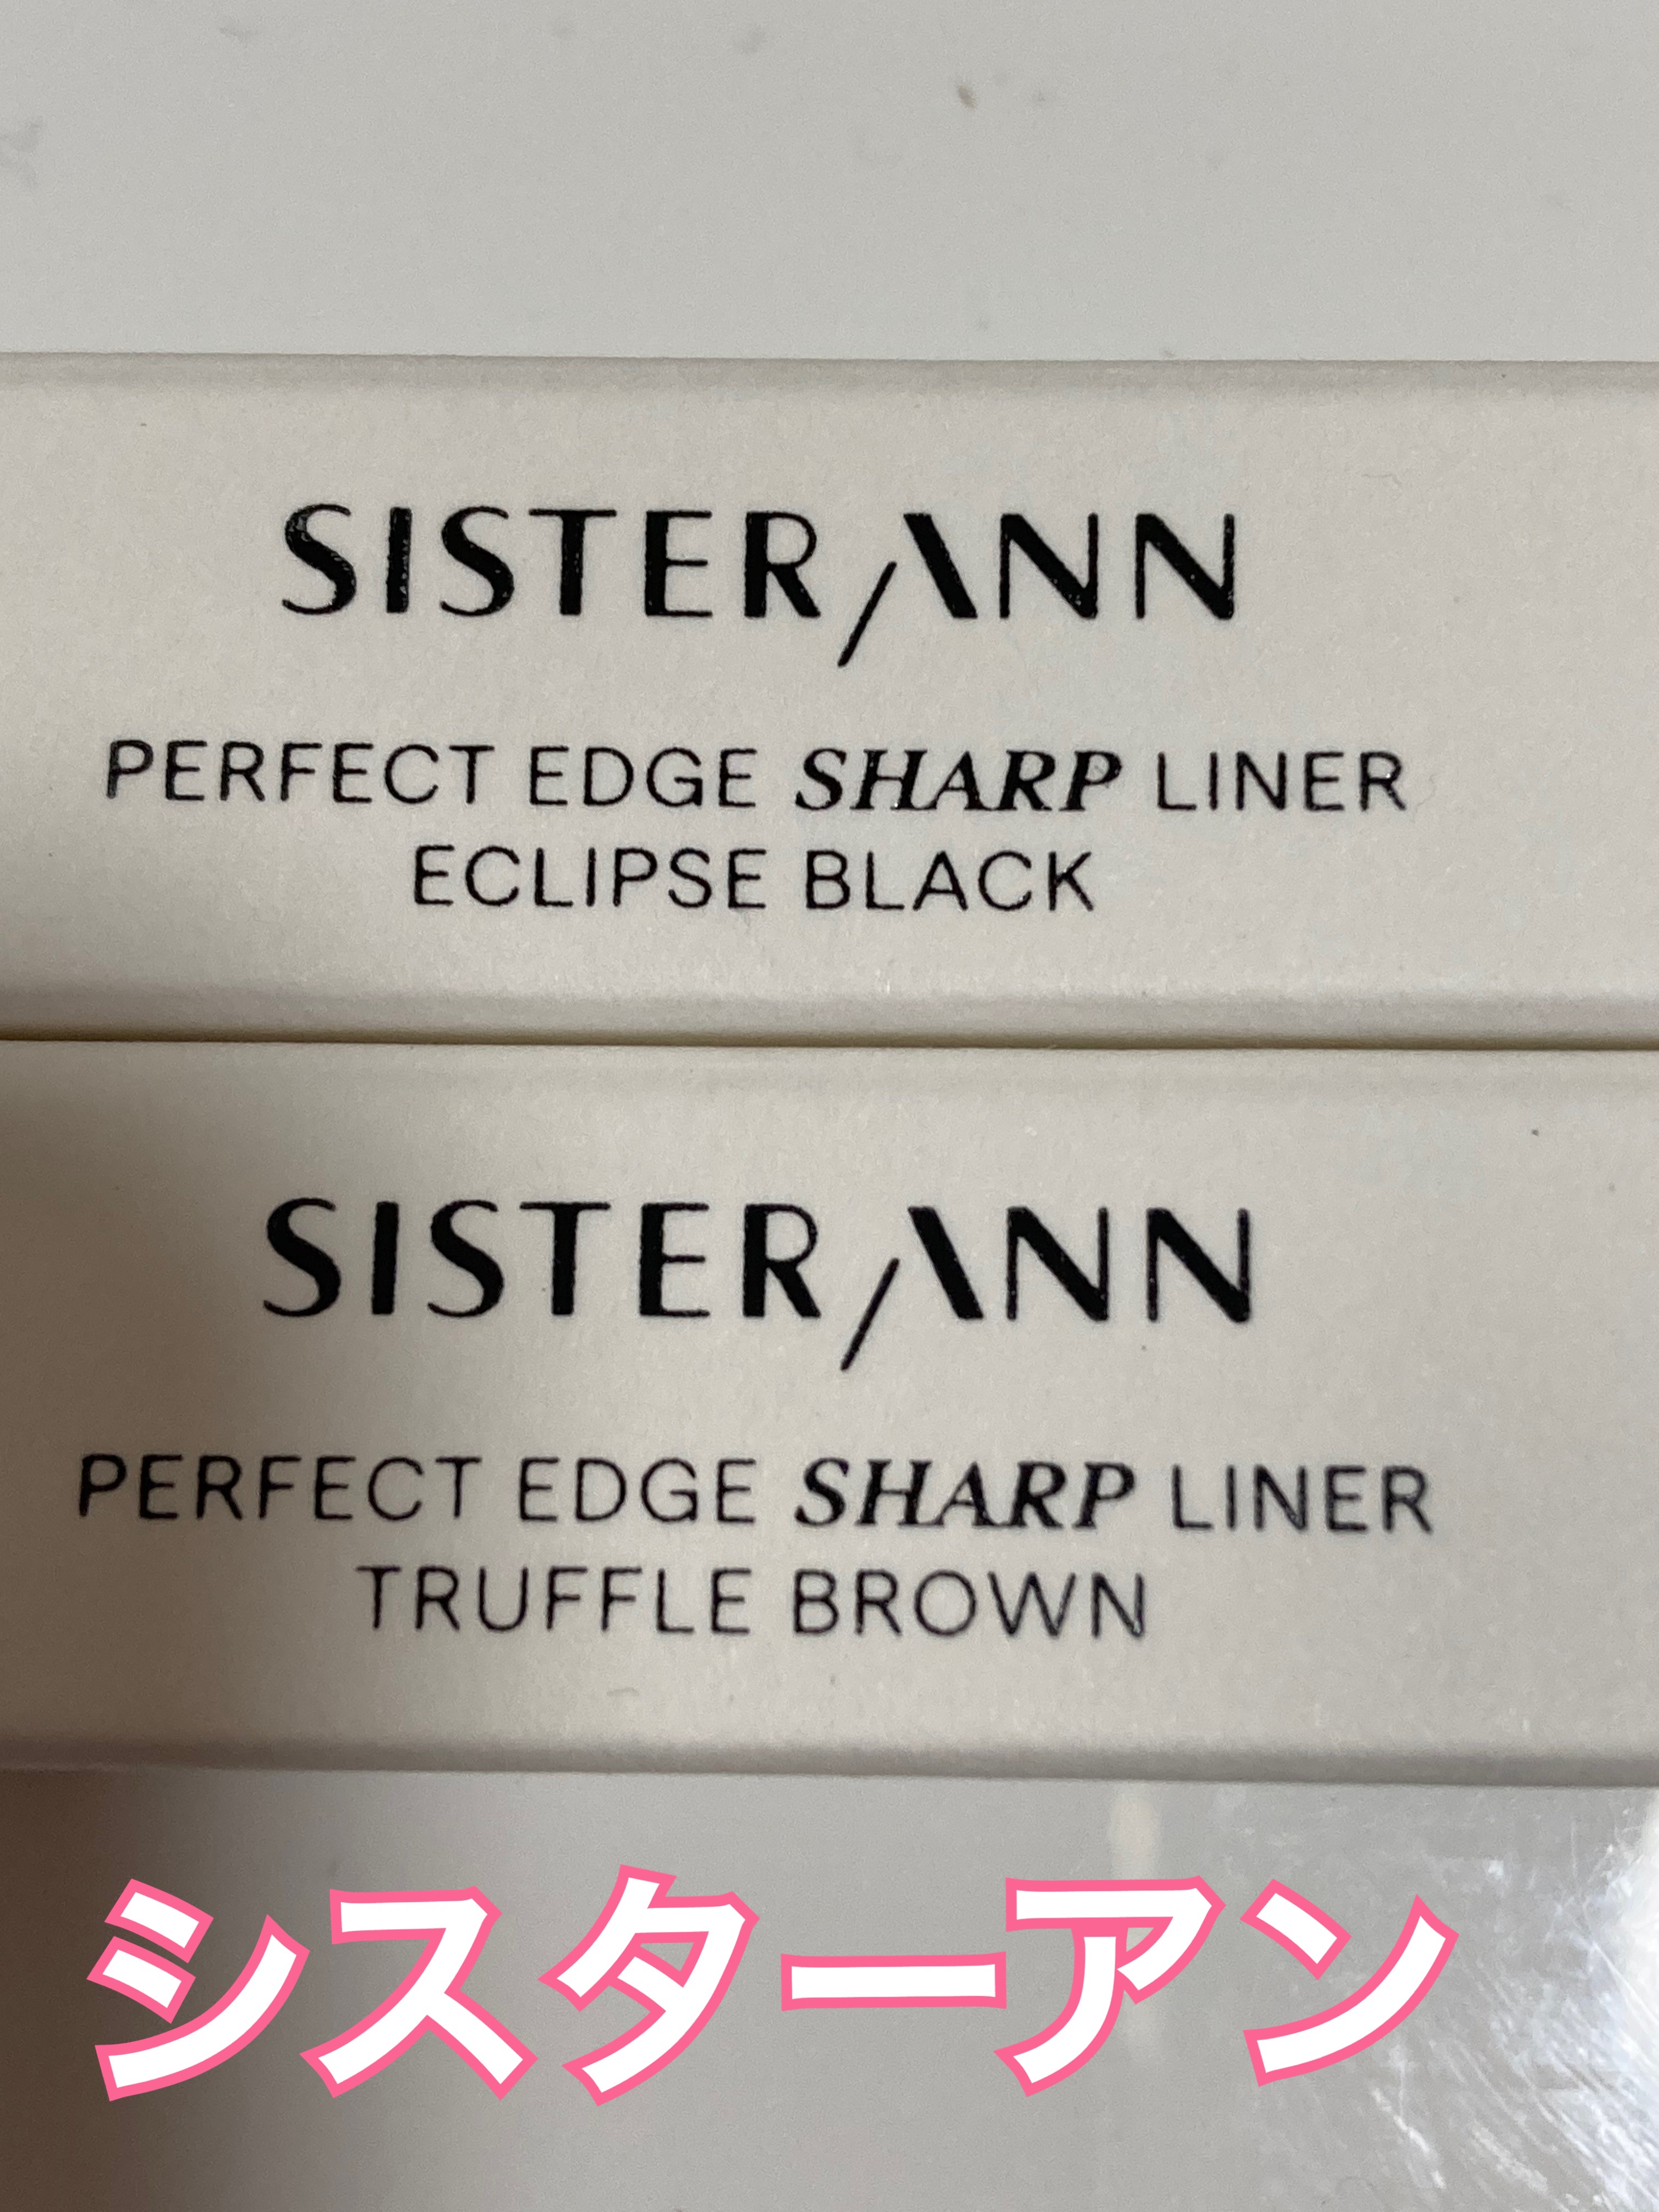 SISTER ANN
PERFECT EDGE SHARP LINER
ECLIPSE BLACK
SISTER ANN
PERFECT EDGE SHARP LINER
TRUFFLE BROWN
シスターアン